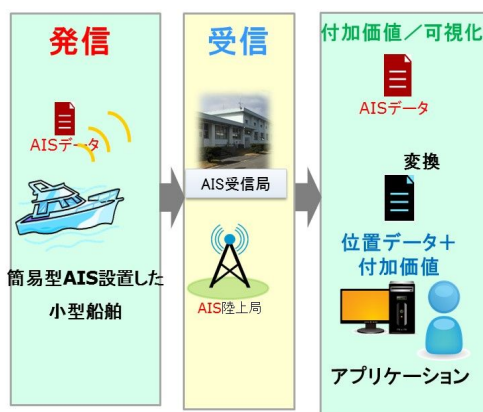 発信
AISデータ
簡易型AIS設置した
小型船舶
受信
AIS受信局
AIS陸上局
付加価値／可視化
AISデータ
変換
位置データ＋
付加価値
アプリケーション